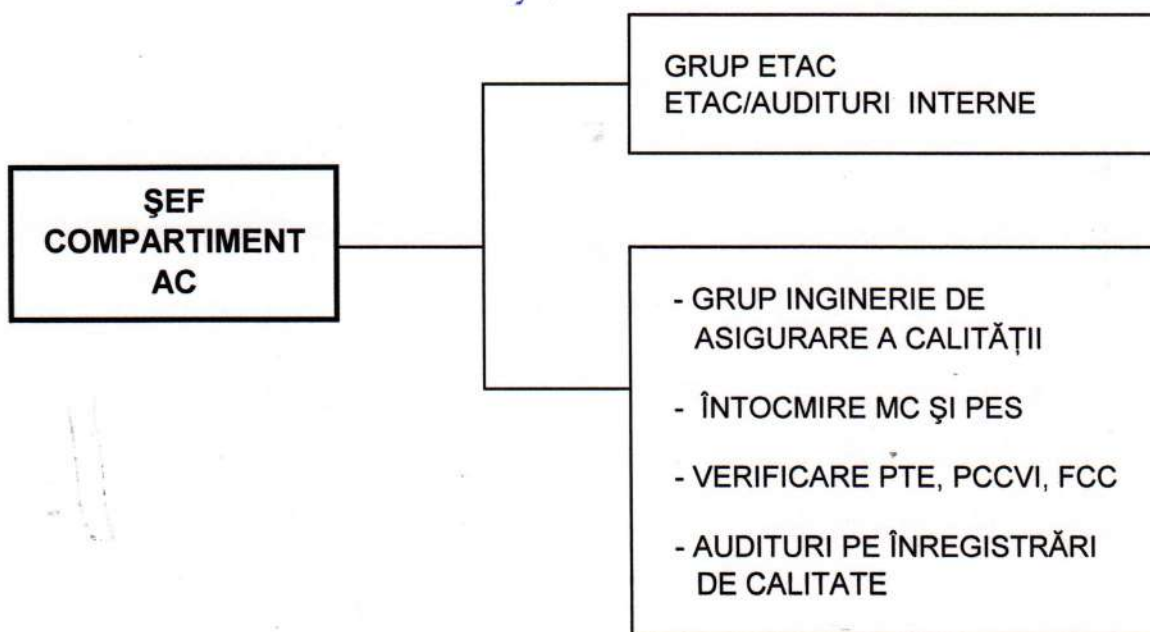 ŞEF
COMPARTIMENT
AC
GRUP ETAC
ETAC/AUDITURI INTERNE
- GRUP INGINERIE DE
ASIGURARE A CALITĂŢII
- ÎNTOCMIRE MC ŞI PES
- VERIFICARE PTE, PCCVI, FCC
- AUDITURI PE ÎNREGISTRĂRI
DE CALITATE